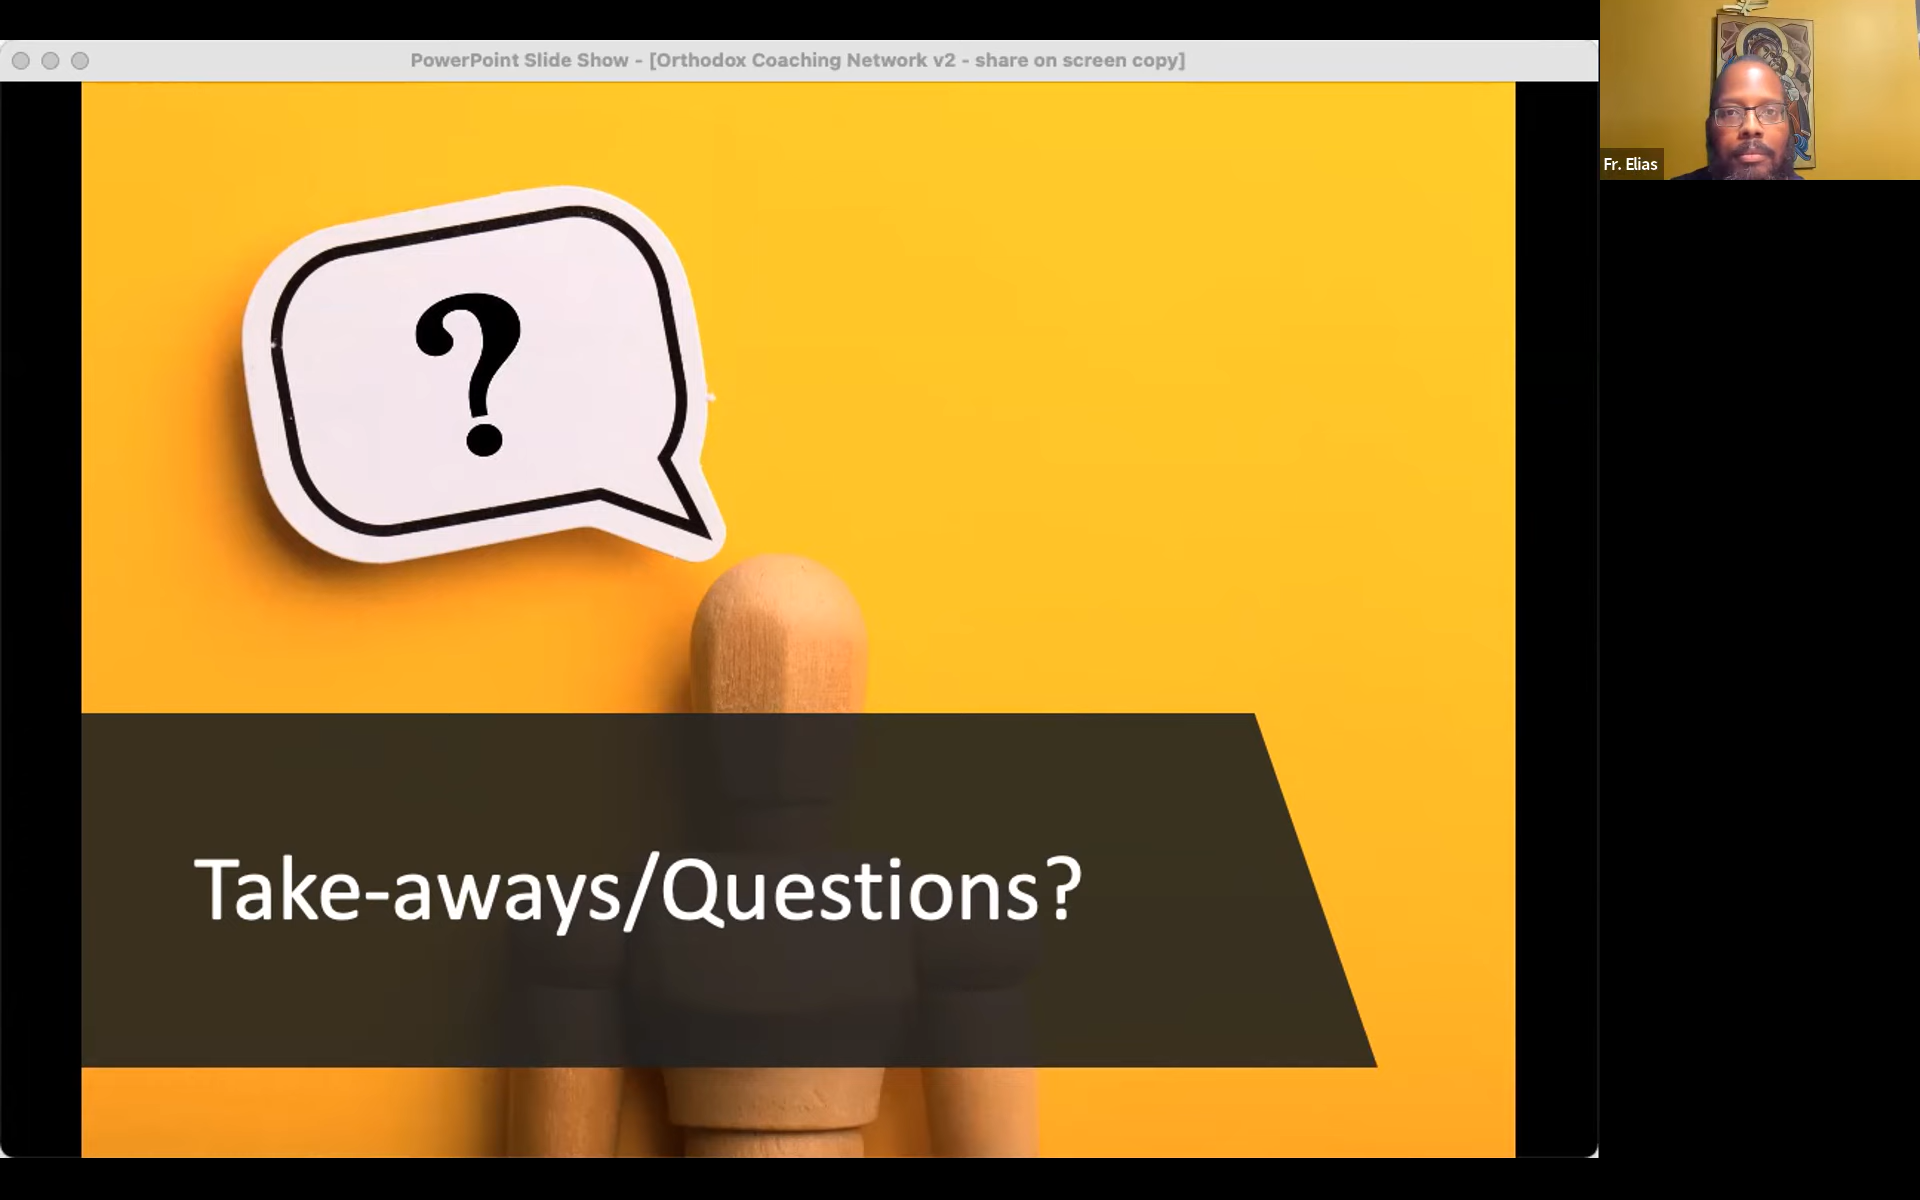 PowerPoint Slide Show - [Orthodox Coaching Network v2 - share on screen copy]
Fr. Elias
?
Take-aways/Questions?